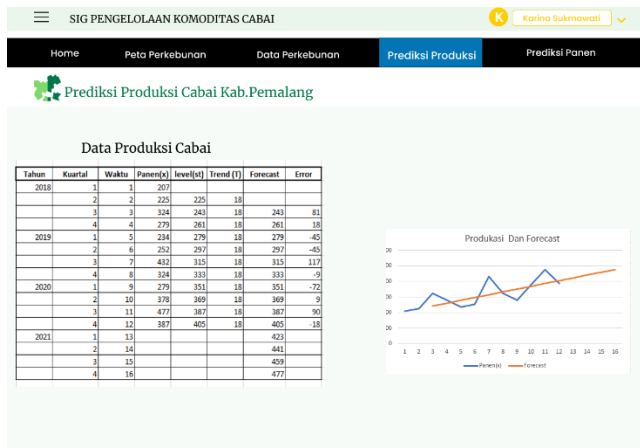 SIG PENGELOLAAN KOMODITAS CABAI
K Karina Sukmawati
Home Peta Perkebunan Data Perkebunan Prediksi Produksi Prediksi Panen
Prediksi Produksi Cabai Kab.Pemalang
Data Produksi Cabai
Tahun Kuartal Waktu Panen(x) level(st) Trend (T) Forecast Error
2018 1 1 207
2 2 225 225 18
3 3 324 243 18 243 81
4 4 279 261 18 261 18
2019 1 5 234 279 18 279 -45
2 6 252 297 18 297 -45
3 7 432 315 18 315 117
4 8 324 333 18 333 -9
2020 1 9 279 351 18 351 -72
2 10 378 369 18 369 9
3 11 477 387 18 387 90
4 12 387 405 18 405 -18
2021 1 13 423
2 14 441
3 15 459
4 16 477
Produkasi Dan Forecast
00
00
00
00
00
0
1 2 3 4 5 6 7 8 9 10 11 12 13 14 15 16
Panen(x) Forecast